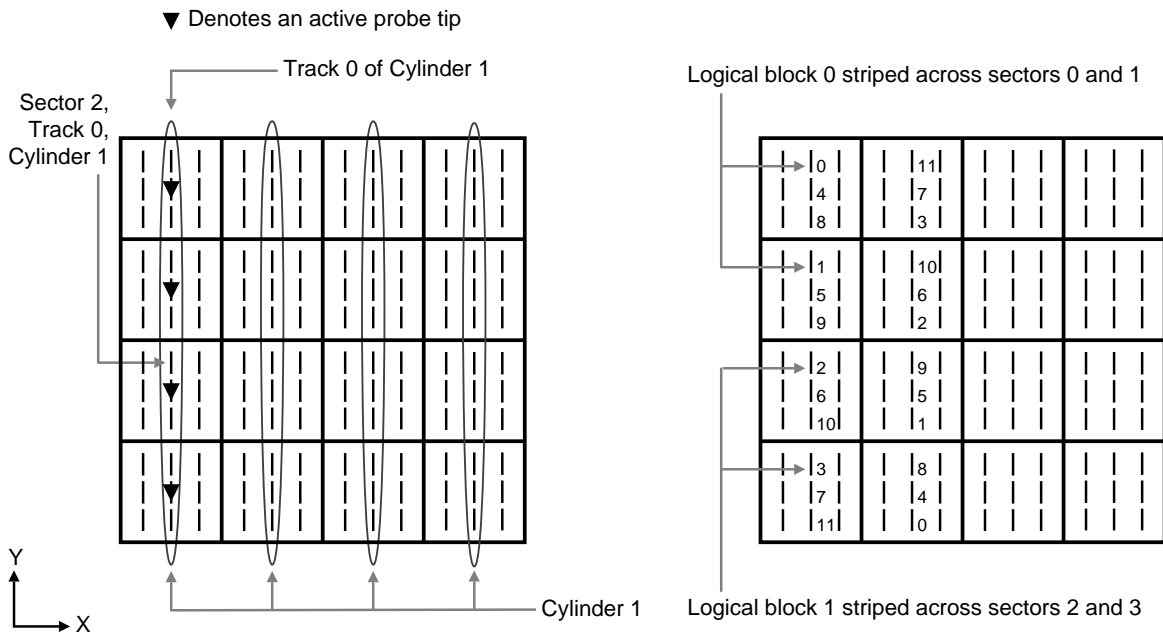 Denotes an active probe tip
Track 0 of Cylinder 1
Sector 2,
Track 0,
Cylinder 1
Y
X
Cylinder 1
Logical block 0 striped across sectors 0 and 1
0 11
4 7
8 3
1 10
5 6
9 2
2 9
6 5
10 1
3 8
7 4
11 0
Logical block 1 striped across sectors 2 and 3